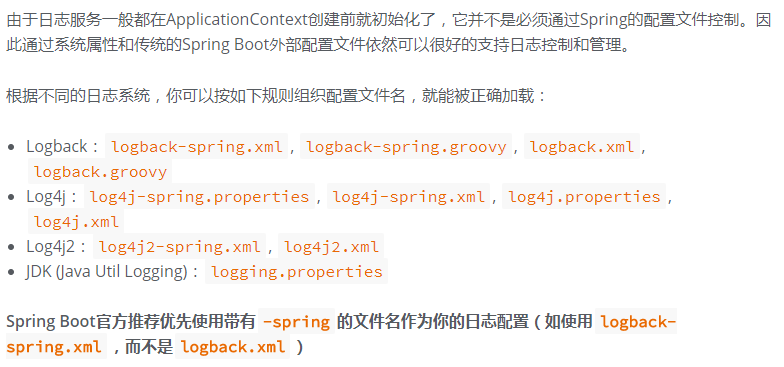 由于日志服务一般都在ApplicationContext创建前就初始化了，它并不是必须通过Spring的配置文件控制。因
此通过系统属性和传统的Spring Boot外部配置文件依然可以很好的支持日志控制和管理。
根据不同的日志系统，你可以按如下规则组织配置文件名，就能被正确加载：
• Logback： logback-spring.xml , logback-spring.groovy , logback.xml ,
logback.groovy
• Log4j： log4j-spring.properties , log4j-spring.xml , log4j.properties ,
log4j.xml
• Log4j2： log4j2-spring.xml , log4j2.xml
• JDK (Java Util Logging)： logging.properties
Spring Boot官方推荐优先使用带有 -spring 的文件名作为你的日志配置（如使用 logback-
spring.xml ，而不是 logback.xml ）